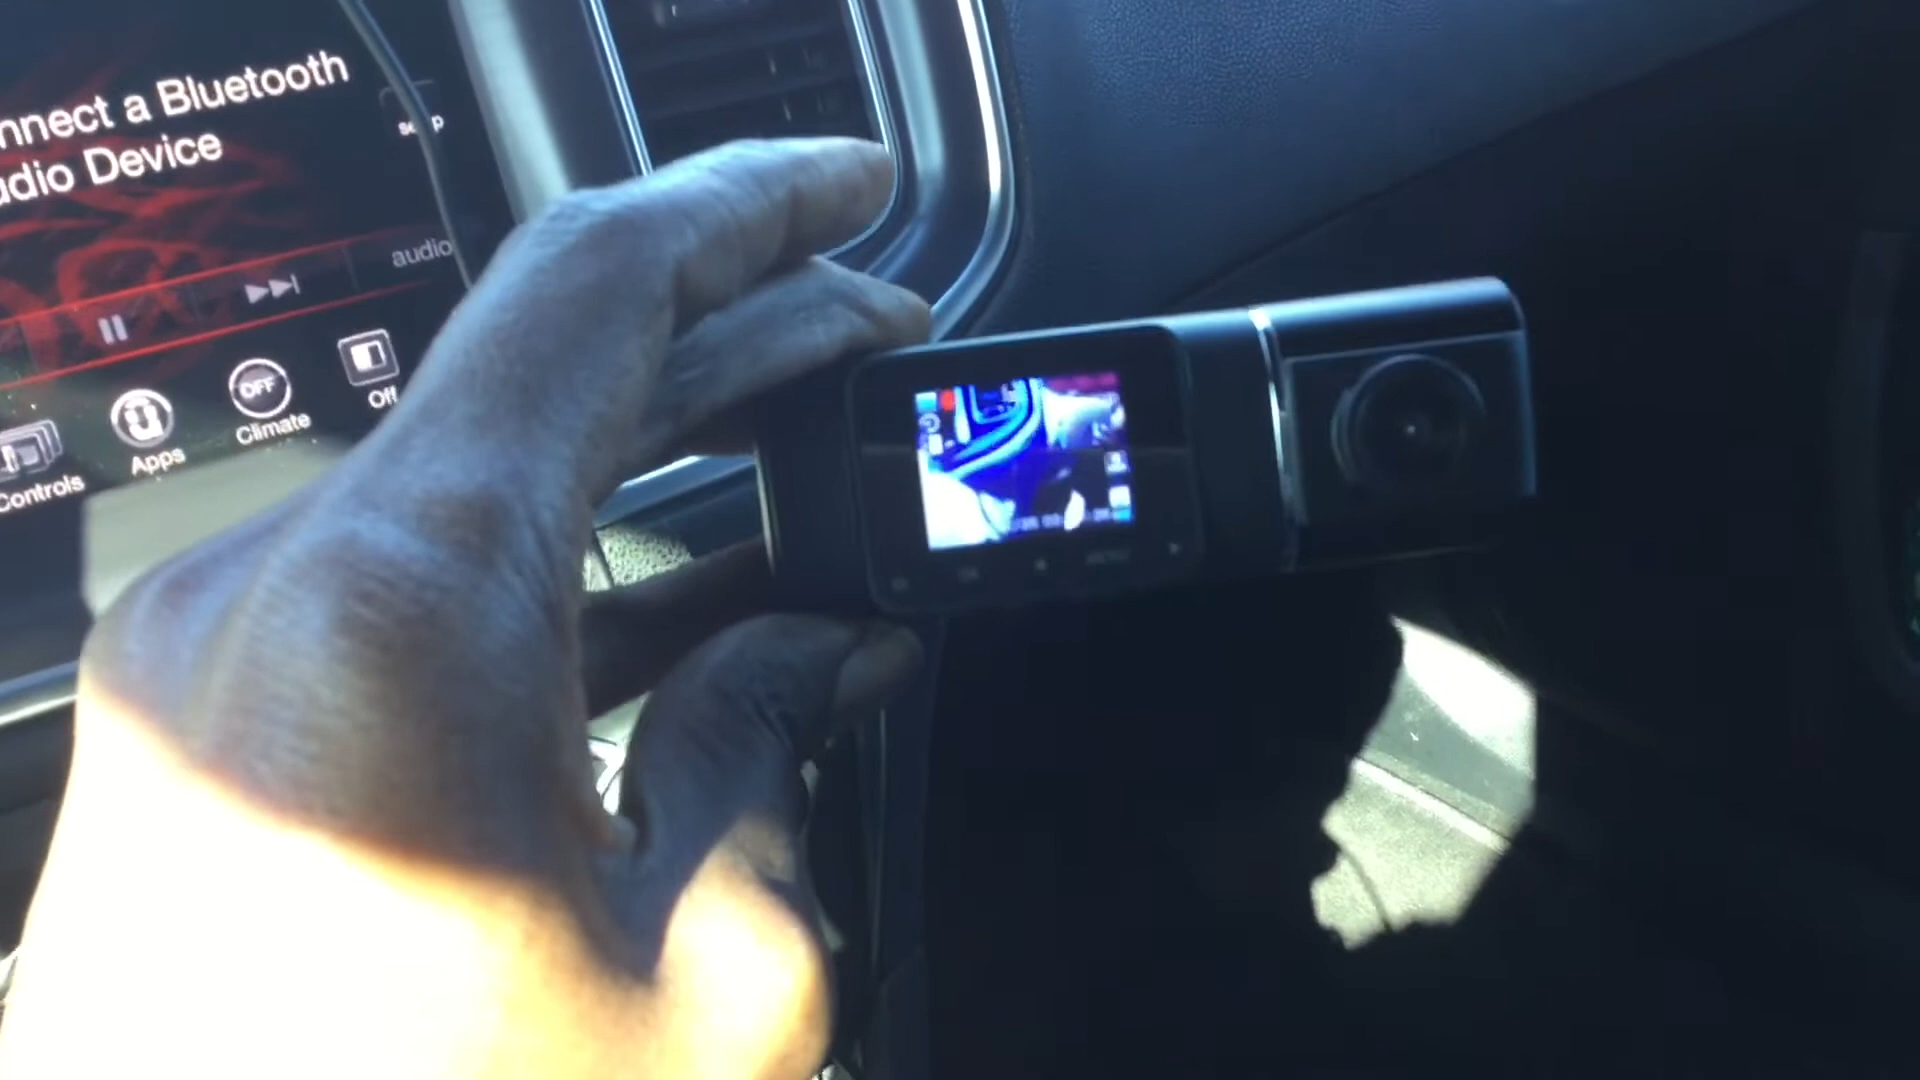 nnect a Bluetooth
udio Device
audio
OFF
Controls
Apps
Climate
Off